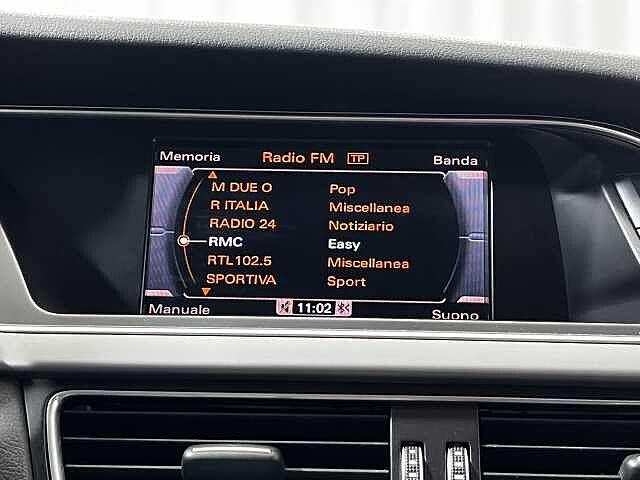 Memoria Radio FM TP Banda
M DUE O Pop
R ITALIA Miscellanea
RADIO 24 Notiziario
RMC Easy
RTL102.5 Miscellanea
SPORTIVA Sport
Manuale 11:02 Suono